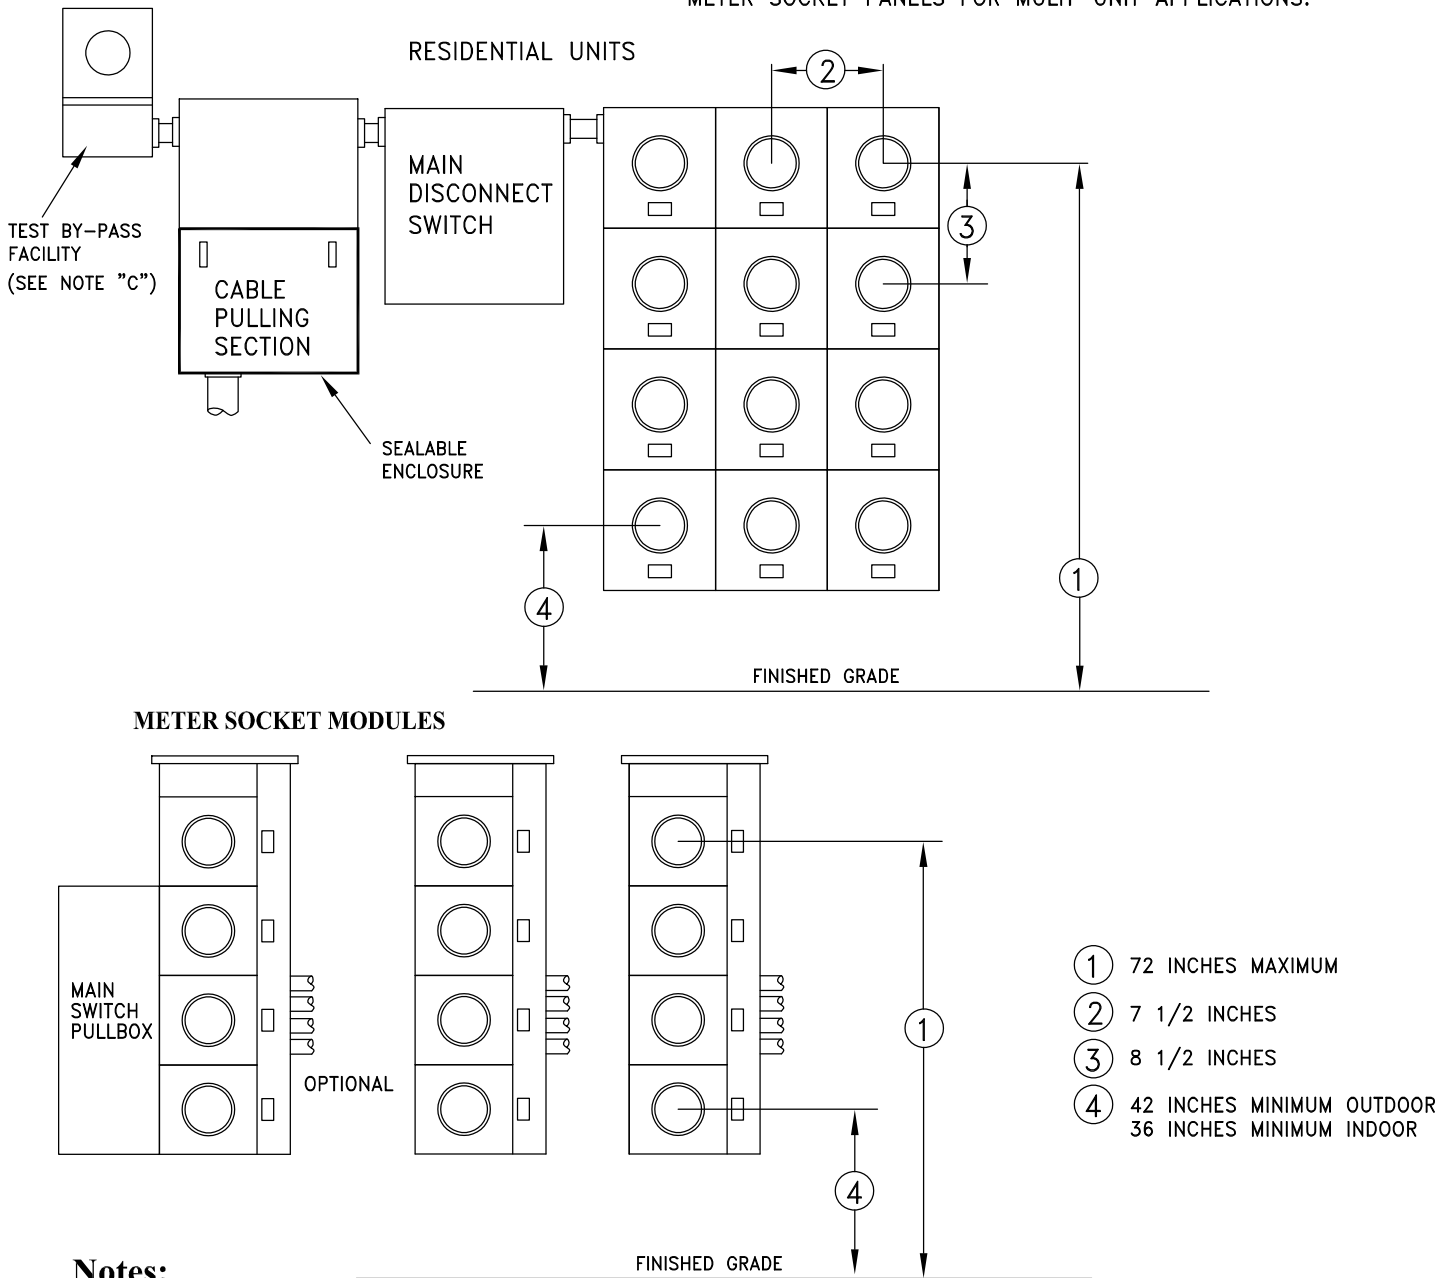 METER SOCKET PANELS FOR MULTI-UNIT APPLICATIONS.
RESIDENTIAL UNITS
2
MAIN
DISCONNECT
SWITCH
3
TEST BY-PASS
FACILITY
(SEE NOTE "C")
CABLE
PULLING
SECTION
SEALABLE
ENCLOSURE
1
4
FINISHED GRADE
METER SOCKET MODULES
MAIN
SWITCH
PULLBOX
OPTIONAL
1
4
1 72 INCHES MAXIMUM
2 7 1/2 INCHES
3 8 1/2 INCHES
4 42 INCHES MINIMUM OUTDOOR
36 INCHES MINIMUM INDOOR
FINISHED GRADE
Notes: